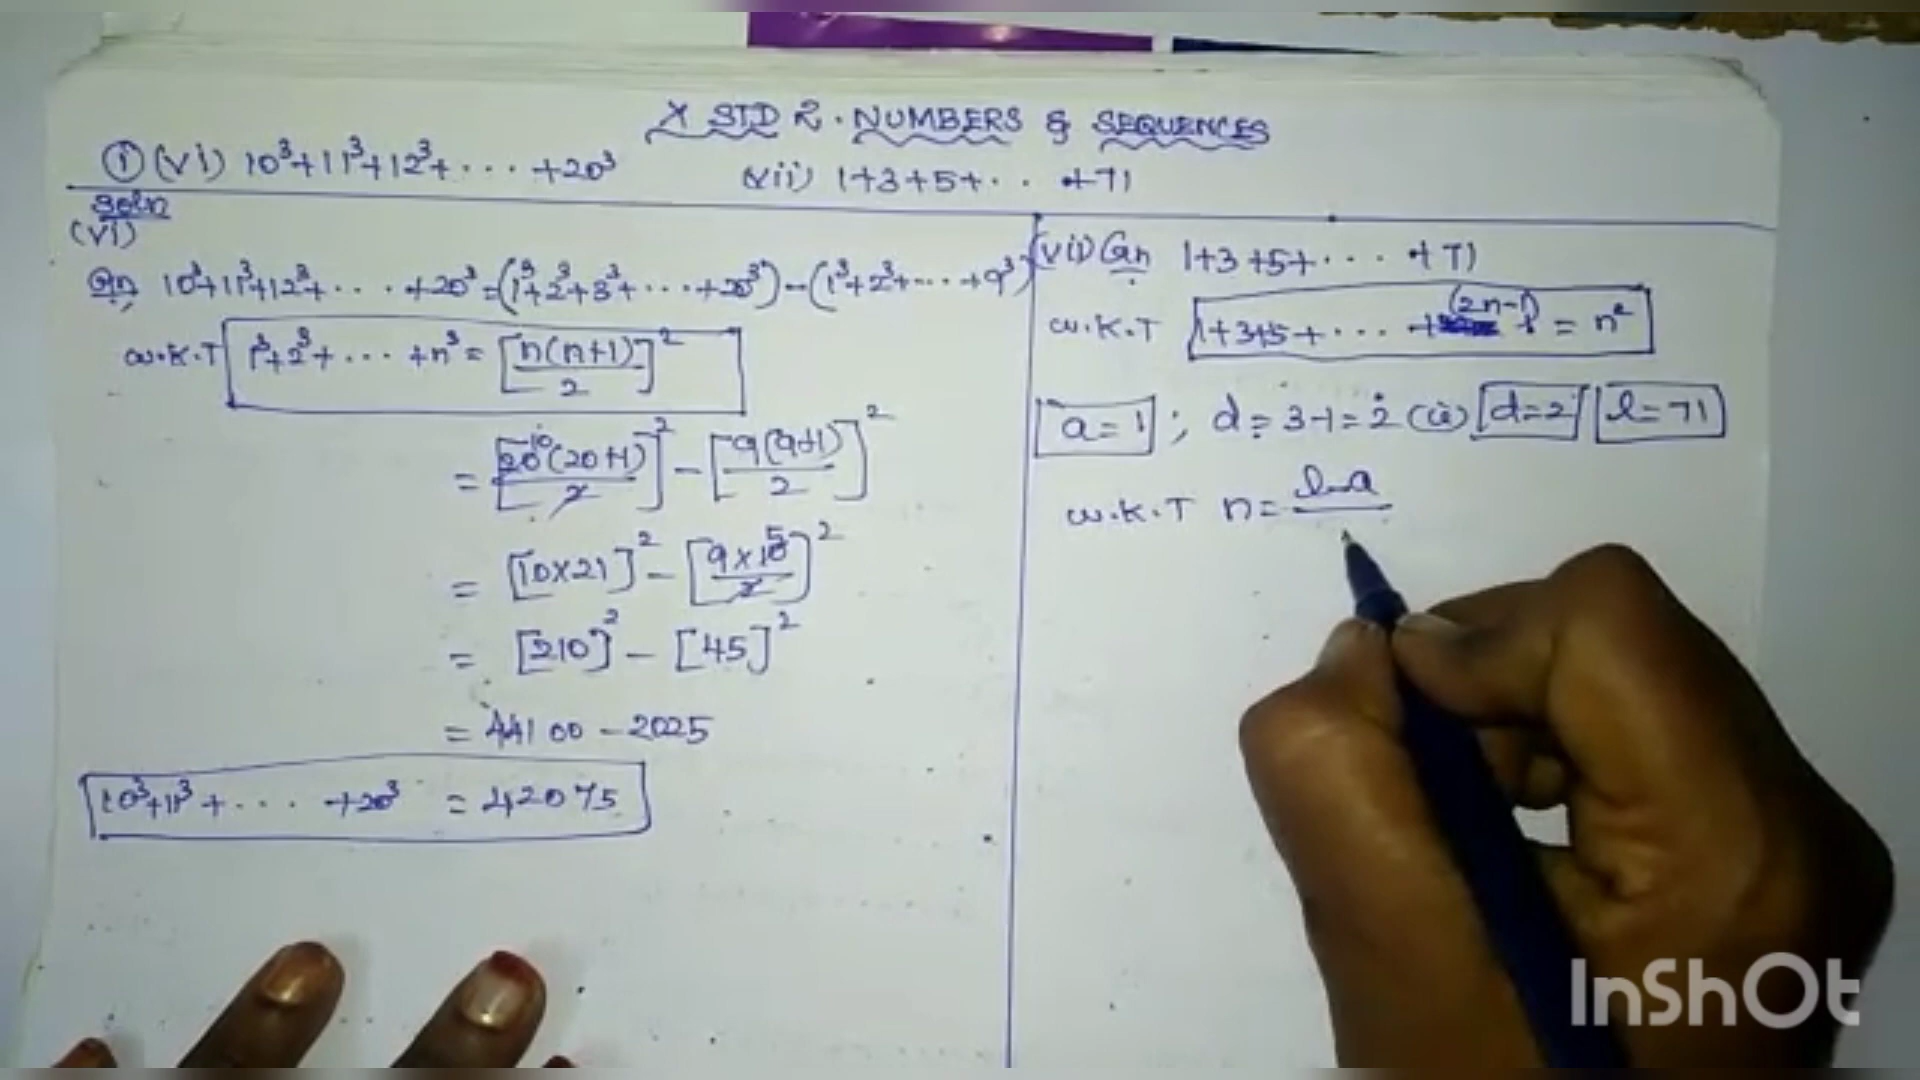 X STD 2. NUMBERS & SEQUENCES
① (vi) 10³+11³+12³+ . . . +20³ (vii) 1+3+5+ . . . +71
Soln
(vi)
Gn 10³+11³+12³+ . . . +20³ = (1³+2³+3³+ . . . +20³) - (1³+2³+ . . . +9³)
W.K.T 1³+2³+ . . . +n³ = [n(n+1)/2]²
= [20 10 (20+1)/2]² - [9(9+1)/2]²
= [10×21]² - [9×10 5/2]²
= [210]² - [45]²
= 44100 - 2025
10³+11³+ . . . . +20³ = 42075
(vii) Gn 1+3+5+ . . . +71
W.K.T 1+3+5+ . . . + (2n-1) = n²
a=1 ; d = 3-1 = 2 (ie) d=2 l=71
W.K.T n = l-a
InShOt